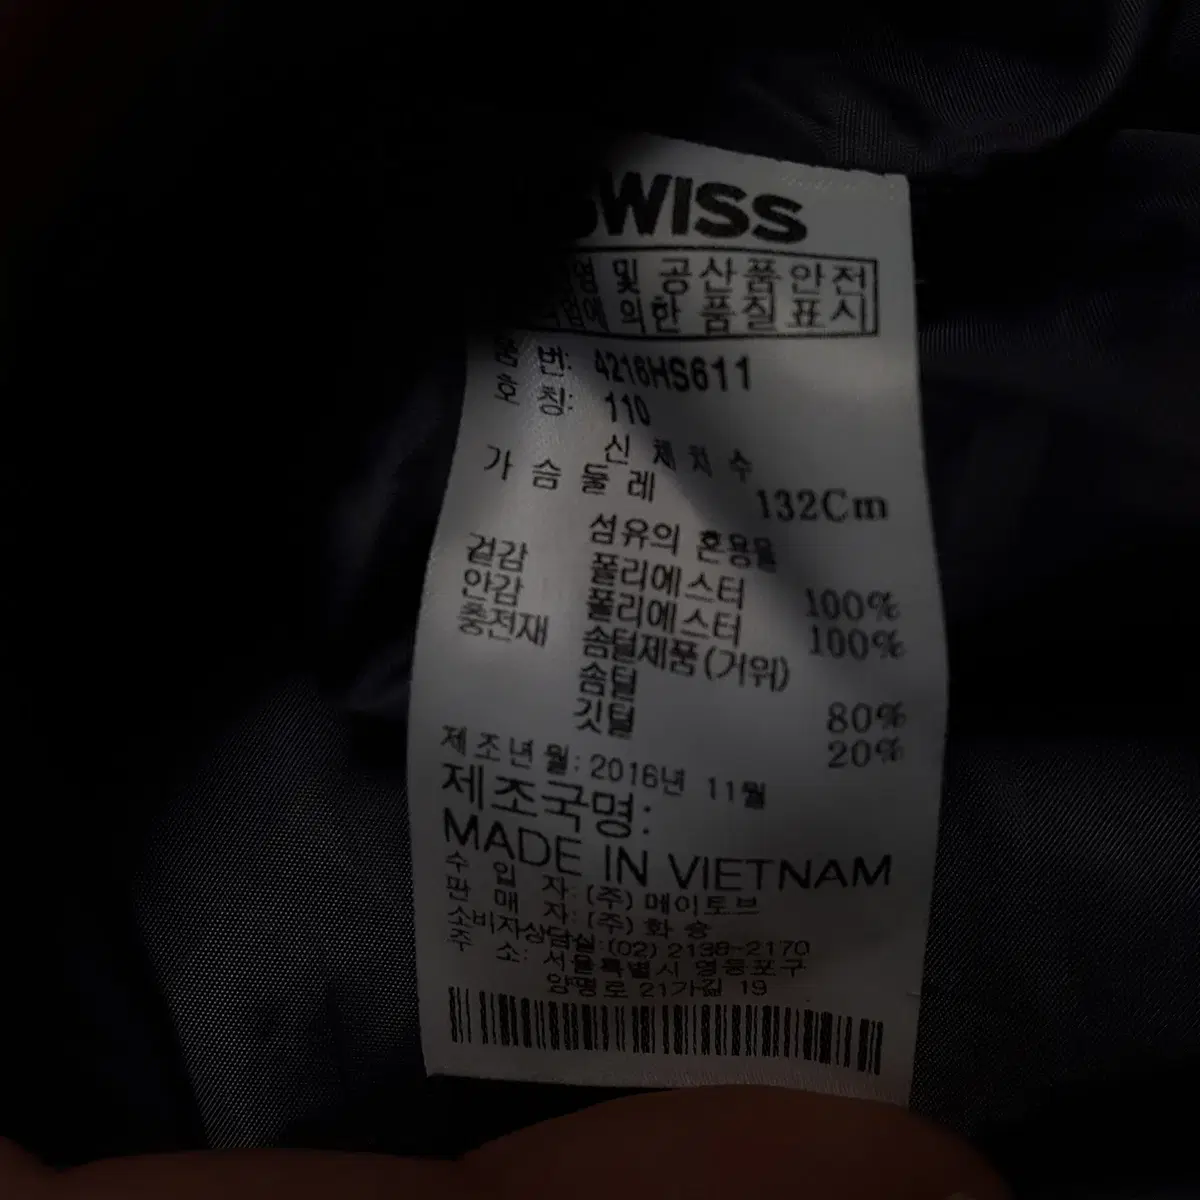 SWISS
및 공산품안전
의한 품질표시
품 번: 4216HS611
호 칭: 110
신체치수
가슴둘레 132Cm
섬유의 혼용률
겉감 폴리에스터 100%
안감 폴리에스터 100%
충전재 솜털제품(거위)
솜털 80%
깃털 20%
제조년월: 2016년 11월
제조국명:
MADE IN VIETNAM
수 입 자: (주) 메이토브
판 매 자: (주) 화승
소비자상담실:(02) 2138-2170
주 소: 서울특별시 영등포구
양평로 21가길 19